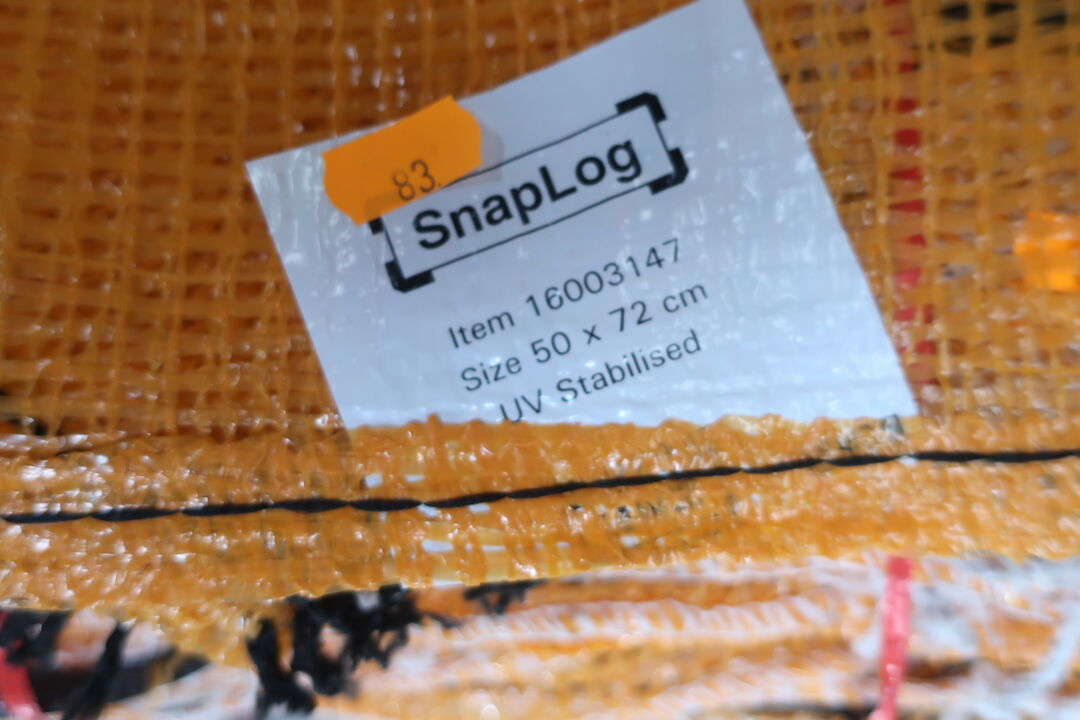 83.
SnapLog
Item 16003147
Size 50 x 72 cm
UV Stabilised